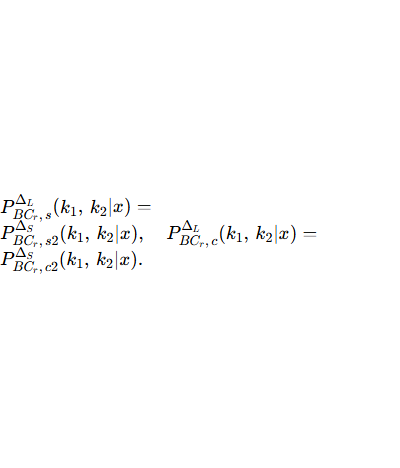 $P^{\Delta_L}_{BC_r,\,s}(k_1,\,k_2|x) =$
$P^{\Delta_S}_{BC_r,\,s2}(k_1,\,k_2|x),\quad P^{\Delta_L}_{BC_r,\,c}(k_1,\,k_2|x) =$
$P^{\Delta_S}_{BC_r,\,c2}(k_1,\,k_2|x).$